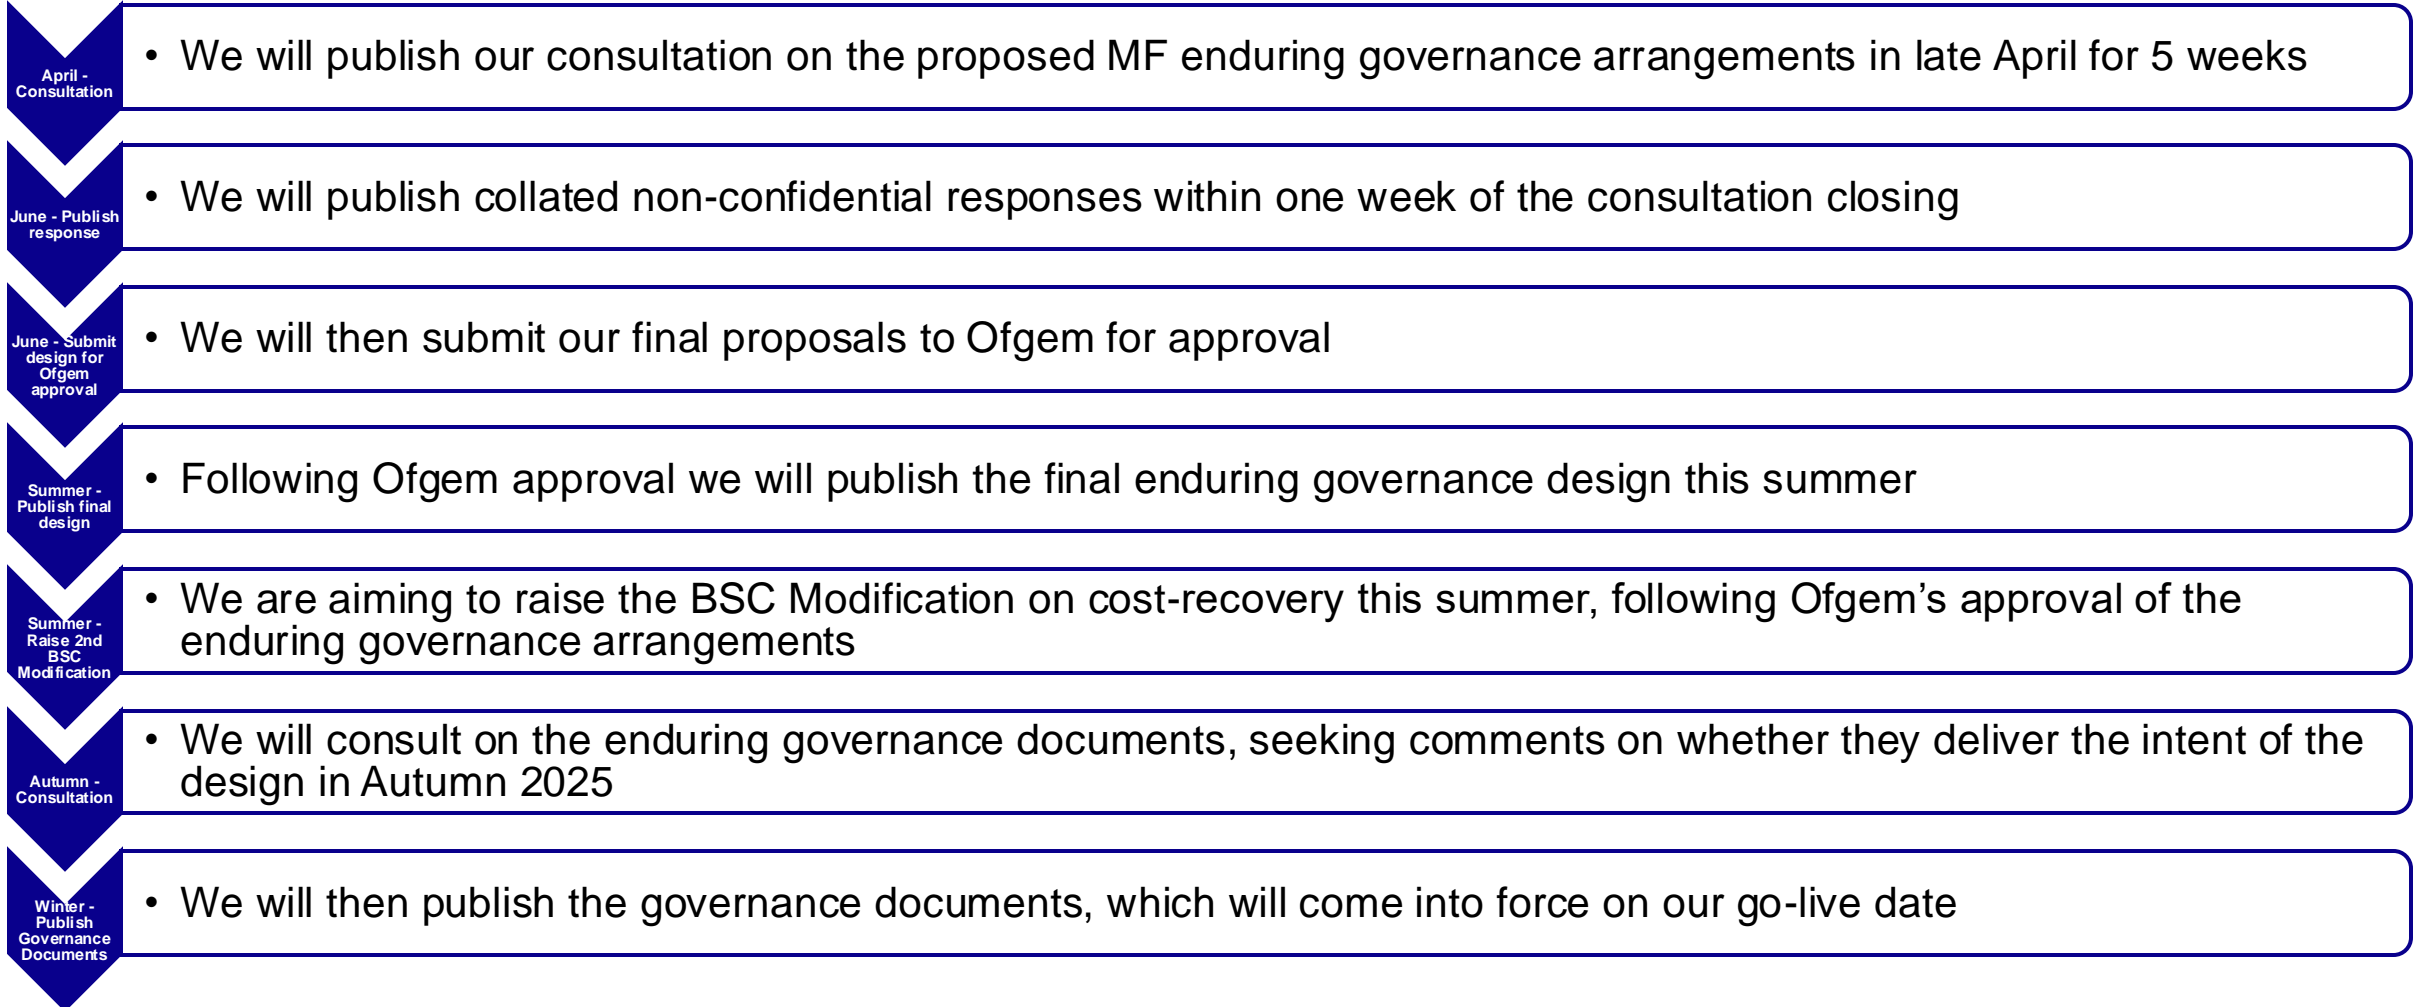 April -
Consultation
• We will publish our consultation on the proposed MF enduring governance arrangements in late April for 5 weeks
June - Publish
response
• We will publish collated non-confidential responses within one week of the consultation closing
June - Submit
design for
Ofgem
approval
• We will then submit our final proposals to Ofgem for approval
Summer -
Publish final
design
• Following Ofgem approval we will publish the final enduring governance design this summer
Summer -
Raise 2nd
BSC
Modification
• We are aiming to raise the BSC Modification on cost-recovery this summer, following Ofgem’s approval of the
enduring governance arrangements
Autumn -
Consultation
• We will consult on the enduring governance documents, seeking comments on whether they deliver the intent of the
design in Autumn 2025
Winter -
Publish
Governance
Documents
• We will then publish the governance documents, which will come into force on our go-live date